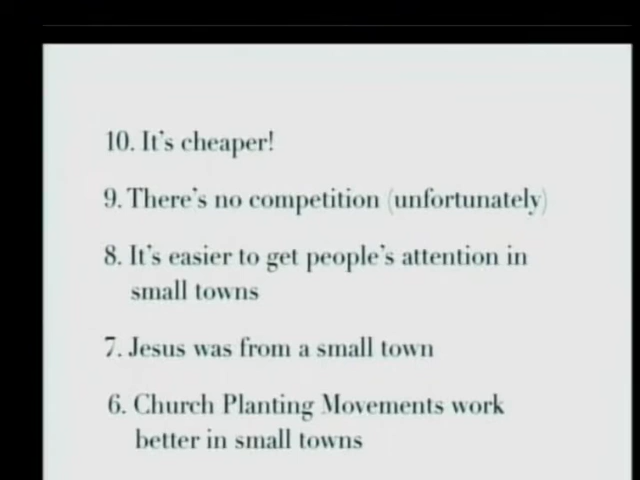 10. It's cheaper!
9. There's no competition (unfortunately)
8. It's easier to get people's attention in
small towns
7. Jesus was from a small town
6. Church Planting Movements work
better in small towns